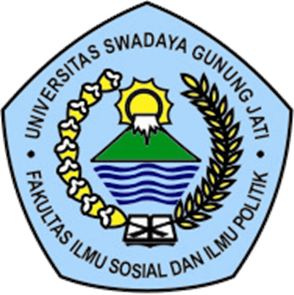 UNIVERSITAS SWADAYA GUNUNG JATI
FAKULTAS ILMU SOSIAL DAN ILMU POLITIK